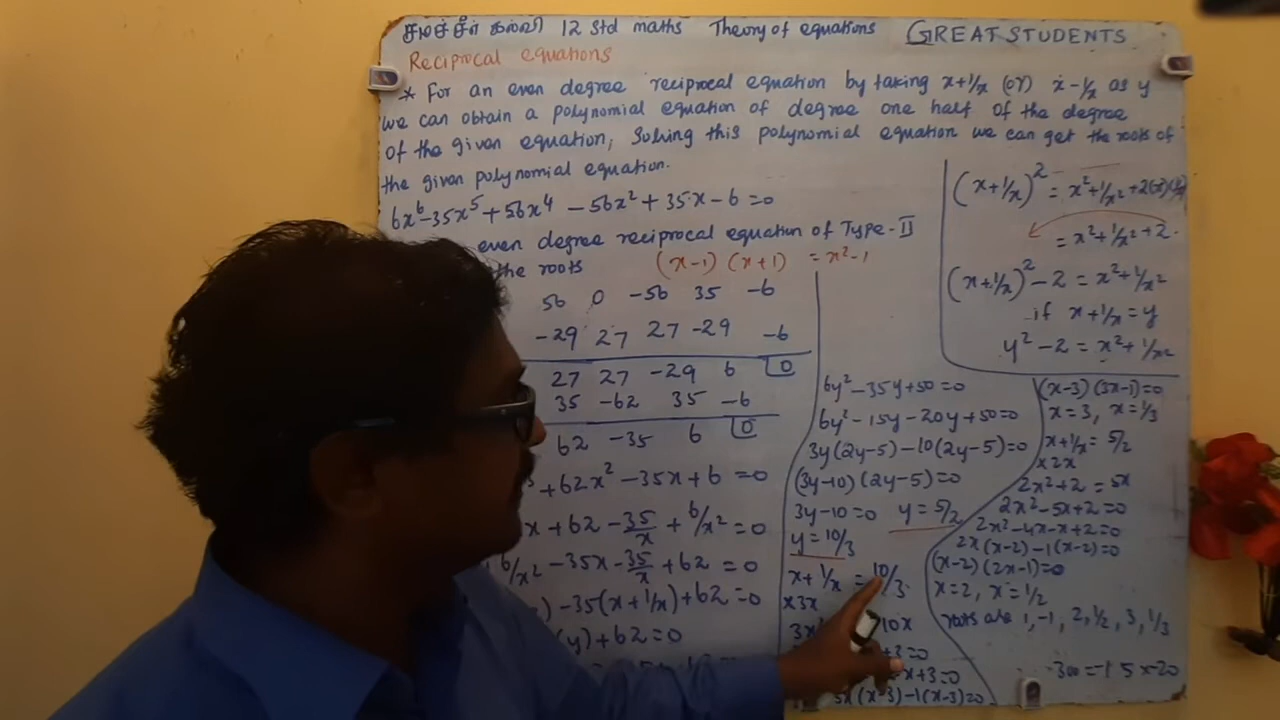 சமச்சீர் கல்வி 12 Std maths Theory of equations GREAT STUDENTS
Reciprocal equations
* For an even degree reciprocal equation by taking x+1/x (or) x-1/x as y
we can obtain a polynomial equation of degree one half of the degree
of the given equation, Solving this polynomial equation we can get the roots of
the given polynomial equation.
6x⁶-35x⁵+56x⁴ -56x²+35x-6=0
even degree reciprocal equation of Type-II
the roots (x-1) (x+1) = x²-1
56 0 -56 35 -6
-29 27 27 -29 -6
27 27 -29 6 0
35 -62 35 -6
62 -35 6 0
+62x²-35x+6=0
x+62-35/x+6/x²=0
6/x²-35x-35/x+62=0
)-35(x+1/x)+62=0
(y)+62=0
6y²-35y+50=0
6y²-15y-20y+50=0
3y(2y-5)-10(2y-5)=0
(3y-10)(2y-5)=0
3y-10=0 y=5/2
y=10/3
x+1/x=10/3
×3x
3x 10x
+3=0
x+3=0
3x(x-3)-1(x-3)=0
(x+1/x)²=x²+1/x²+2(x)(1/x)
=x²+1/x²+2.
(x+1/x)²-2=x²+1/x²
if x+1/x=y
y²-2=x²+1/x²
(x-3)(3x-1)=0
x=3, x=1/3
x+1/x=5/2
×2x
2x²+2=5x
2x²-5x+2=0
2x²-4x-x+2=0
2x(x-2)-1(x-2)=0
(x-2)(2x-1)=0
x=2, x=1/2
roots are 1,-1, 2,1/2, 3, 1/3
300=-15x-20